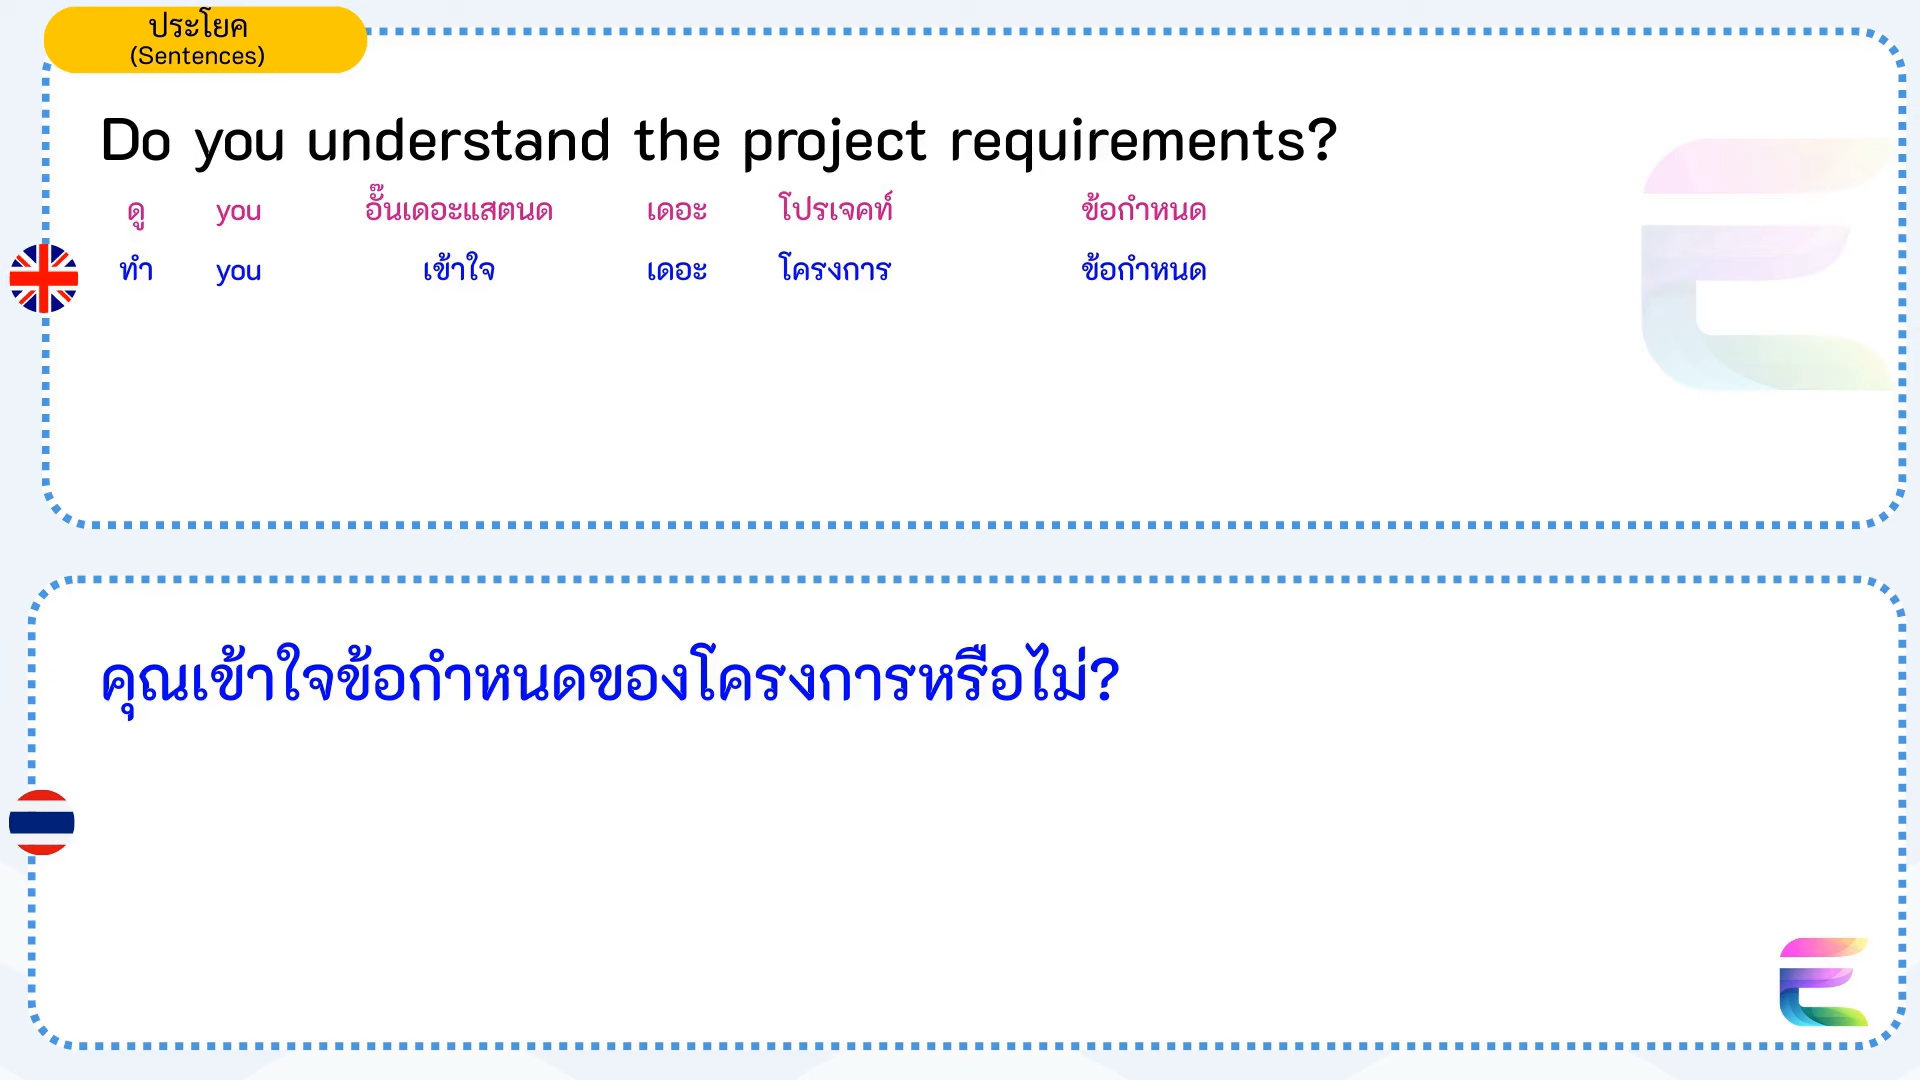 ประโยค
(Sentences)
Do you understand the project requirements?
ดู you อั๊นเดอะแสตนด เดอะ โปรเจคท์ ข้อกำหนด
ทำ you เข้าใจ เดอะ โครงการ ข้อกำหนด
คุณเข้าใจข้อกำหนดของโครงการหรือไม่?